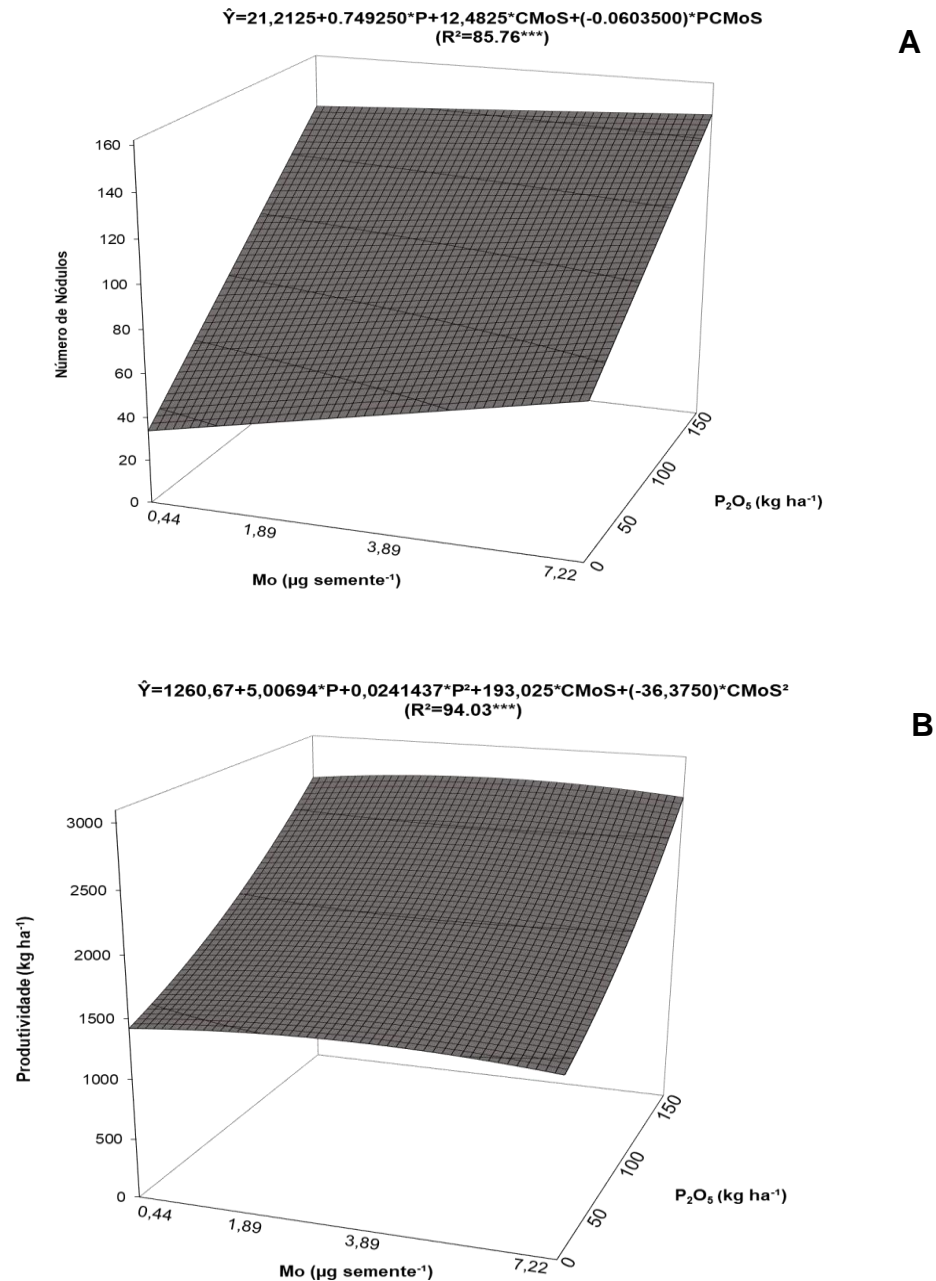 Ŷ=21,2125+0.749250*P+12,4825*CMoS+(-0.0603500)*PCMoS
(R²=85.76***)
A
160
140
120
100
80
60
40
20
0
Número de Nódulos
0,44
1,89
3,89
7,22
Mo (µg semente⁻¹)
0
50
100
150
P₂O₅ (kg ha⁻¹)
Ŷ=1260,67+5,00694*P+0,0241437*P²+193,025*CMoS+(-36,3750)*CMoS²
(R²=94.03***)
B
3000
2500
2000
1500
1000
500
0
Produtividade (kg ha⁻¹)
0,44
1,89
3,89
7,22
Mo (µg semente⁻¹)
0
50
100
150
P₂O₅ (kg ha⁻¹)